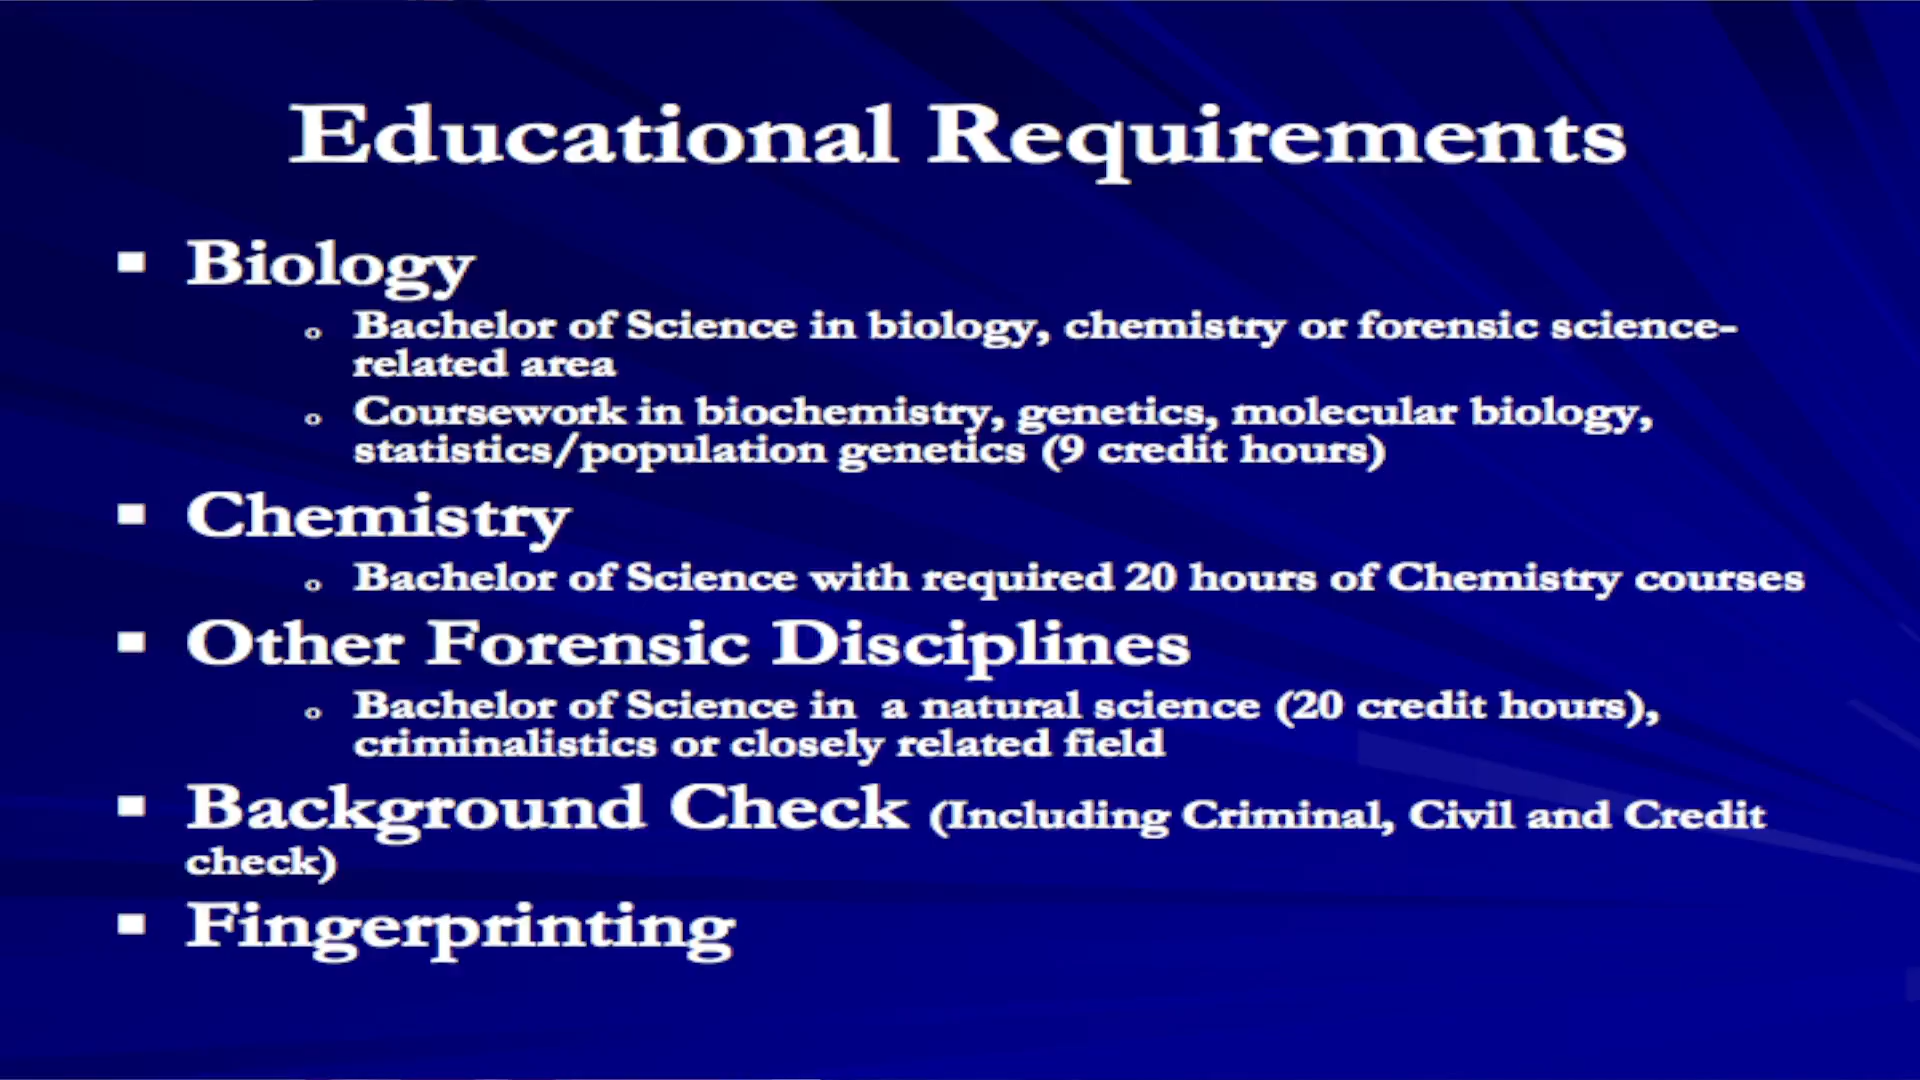 Educational Requirements
▪ Biology
o Bachelor of Science in biology, chemistry or forensic science-
related area
o Coursework in biochemistry, genetics, molecular biology,
statistics/population genetics (9 credit hours)
▪ Chemistry
o Bachelor of Science with required 20 hours of Chemistry courses
▪ Other Forensic Disciplines
o Bachelor of Science in  a natural science (20 credit hours),
criminalistics or closely related field
▪ Background Check (Including Criminal, Civil and Credit
check)
▪ Fingerprinting